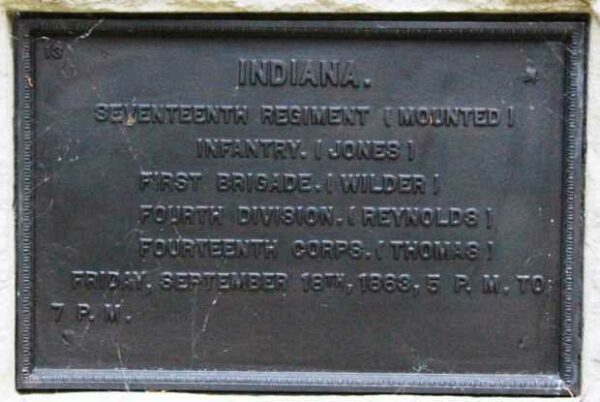 13
INDIANA.
SEVENTEENTH REGIMENT (MOUNTED)
INFANTRY. (JONES)
FIRST BRIGADE. (WILDER)
FOURTH DIVISION. (REYNOLDS)
FOURTEENTH CORPS. (THOMAS)
FRIDAY, SEPTEMBER 18TH, 1863, 5 P. M. TO
7 P. M.